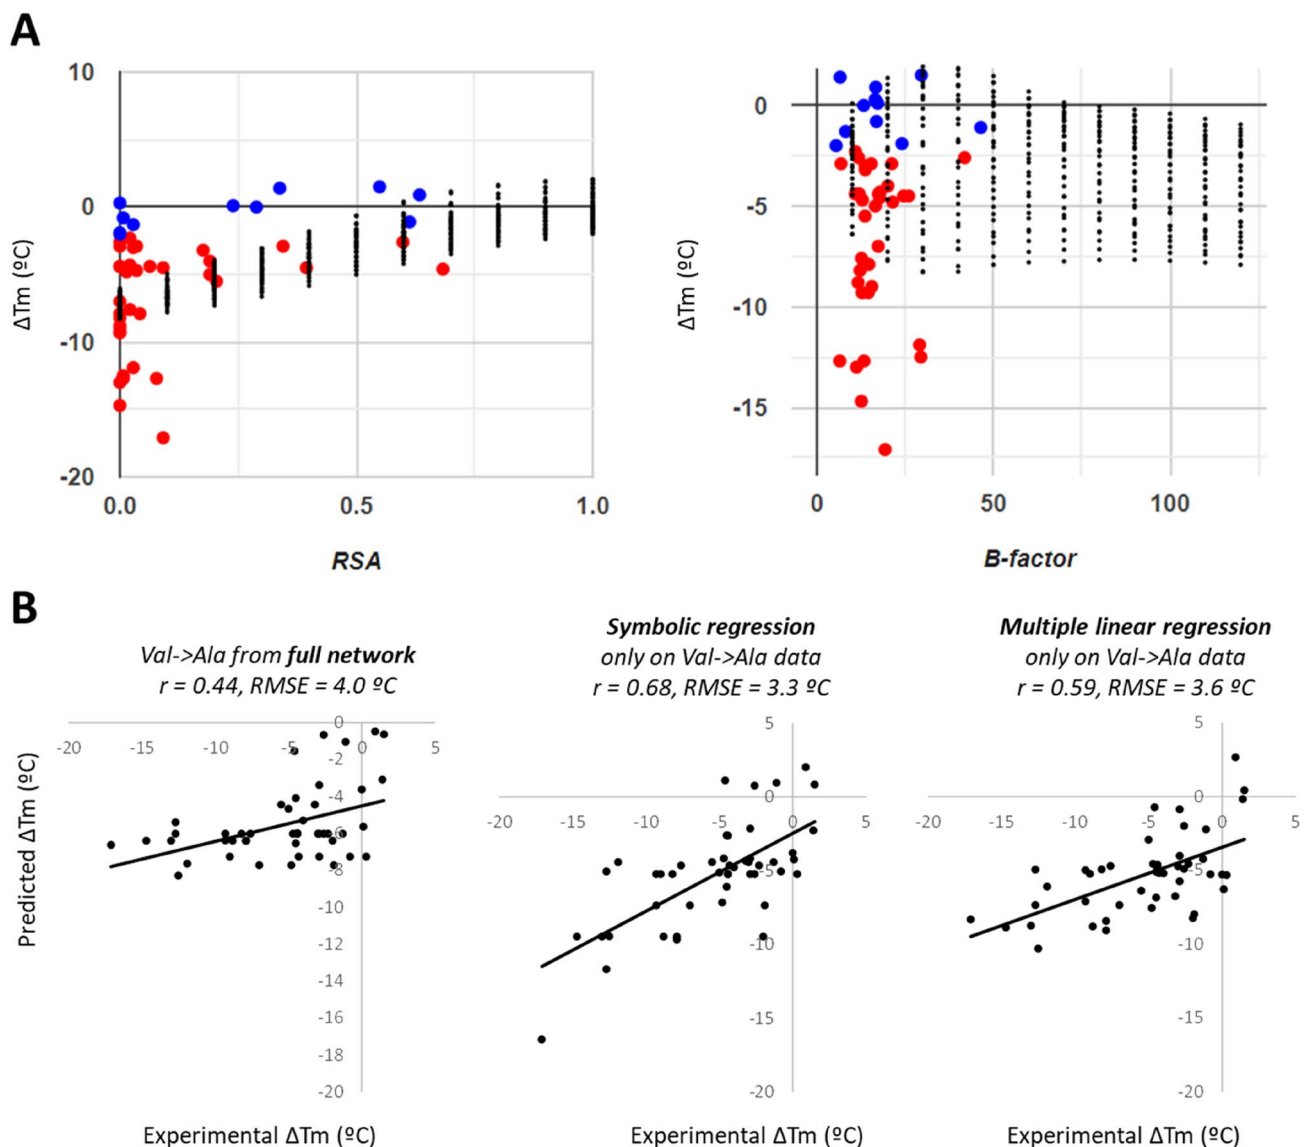 A
10
0
-10
-20
ΔTm (ºC)
0.0
0.5
1.0
RSA
0
-5
-10
-15
ΔTm (ºC)
0
50
100
B-factor
B
Val->Ala from full network
r = 0.44, RMSE = 4.0 ºC
Symbolic regression
only on Val->Ala data
r = 0.68, RMSE = 3.3 ºC
Multiple linear regression
only on Val->Ala data
r = 0.59, RMSE = 3.6 ºC
Predicted ΔTm (ºC)
-20
-15
-10
-5
0
5
0
-2
-4
-6
-8
-10
-12
-14
-16
-18
-20
Experimental ΔTm (ºC)
5
-20
-15
-10
-5
0
5
-5
-10
-15
-20
Experimental ΔTm (ºC)
5
-20
-15
-10
-5
0
5
-5
-10
-15
-20
Experimental ΔTm (ºC)